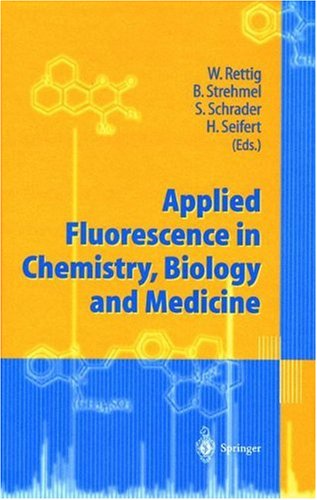 W. Rettig
B. Strehmel
S. Schrader
H. Seifert
(Eds.)
Applied
Fluorescence in
Chemistry, Biology
and Medicine
Springer